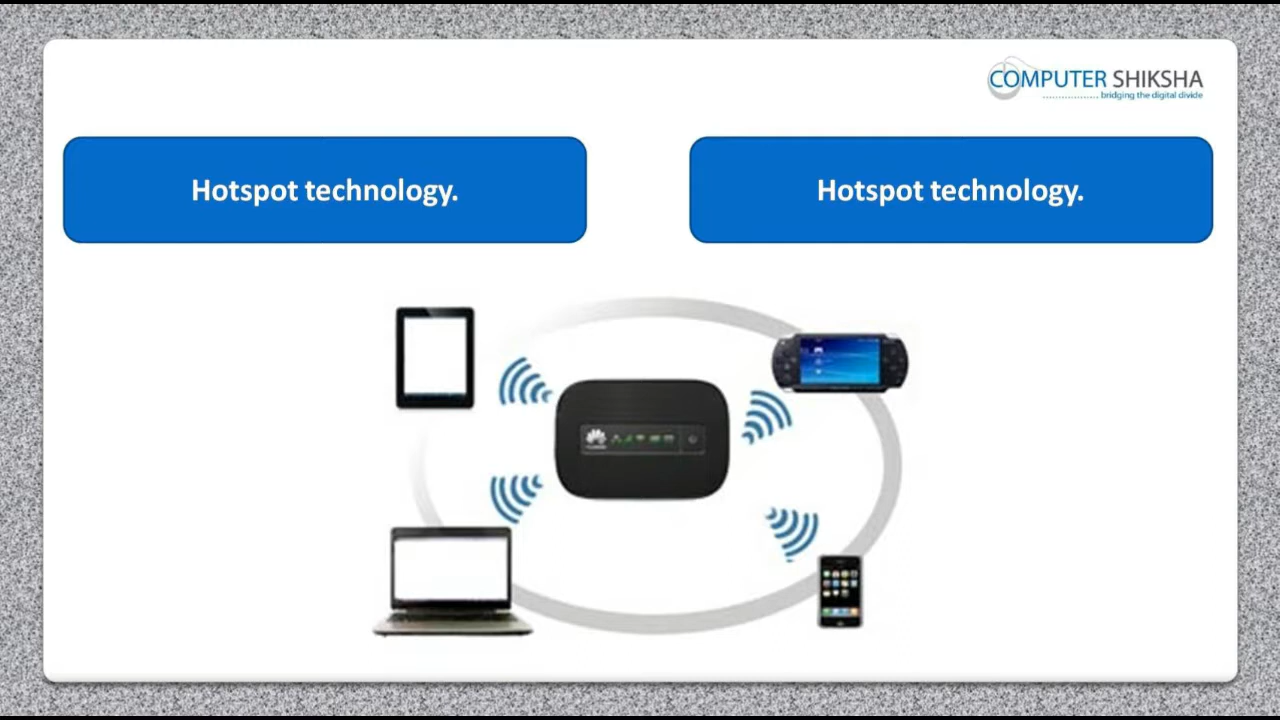 COMPUTER SHIKSHA
bridging the digital divide
Hotspot technology.
Hotspot technology.